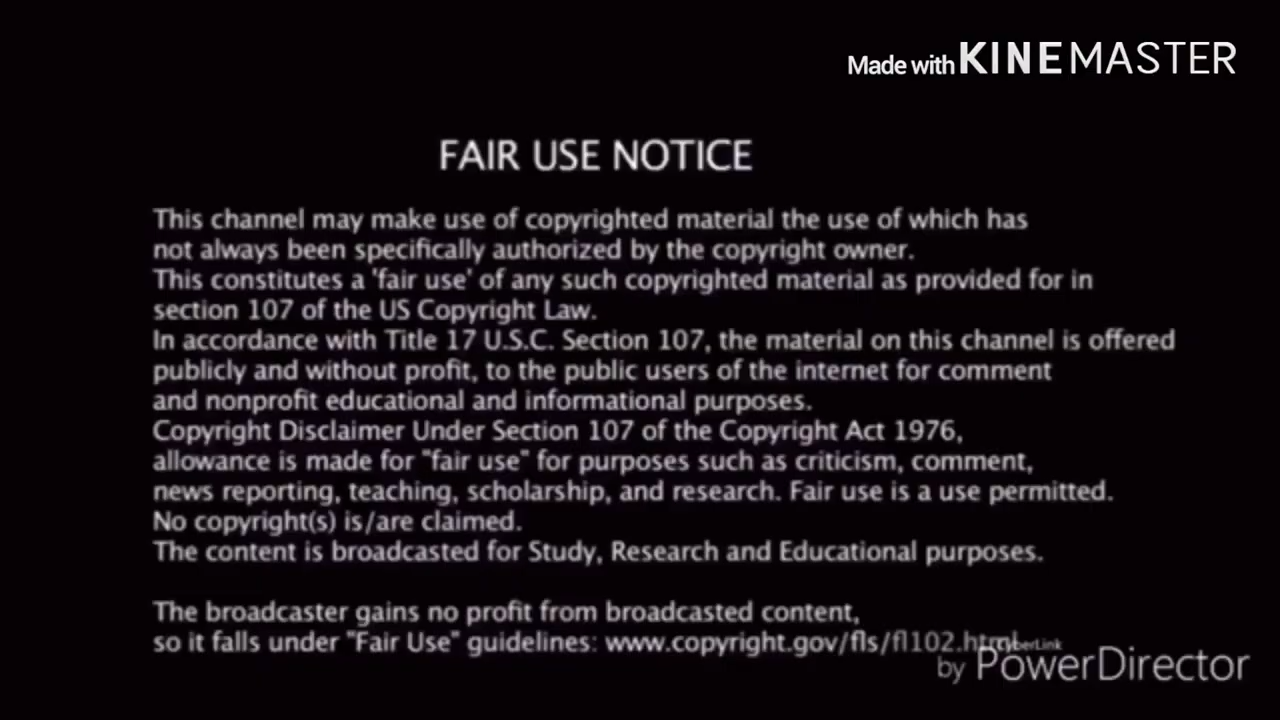 Made with KINEMASTER
FAIR USE NOTICE
This channel may make use of copyrighted material the use of which has
not always been specifically authorized by the copyright owner.
This constitutes a 'fair use' of any such copyrighted material as provided for in
section 107 of the US Copyright Law.
In accordance with Title 17 U.S.C. Section 107, the material on this channel is offered
publicly and without profit, to the public users of the internet for comment
and nonprofit educational and informational purposes.
Copyright Disclaimer Under Section 107 of the Copyright Act 1976,
allowance is made for "fair use" for purposes such as criticism, comment,
news reporting, teaching, scholarship, and research. Fair use is a use permitted.
No copyright(s) is/are claimed.
The content is broadcasted for Study, Research and Educational purposes.
The broadcaster gains no profit from broadcasted content,
so it falls under "Fair Use" guidelines: www.copyright.gov/fls/fl102.html
by PowerDirector